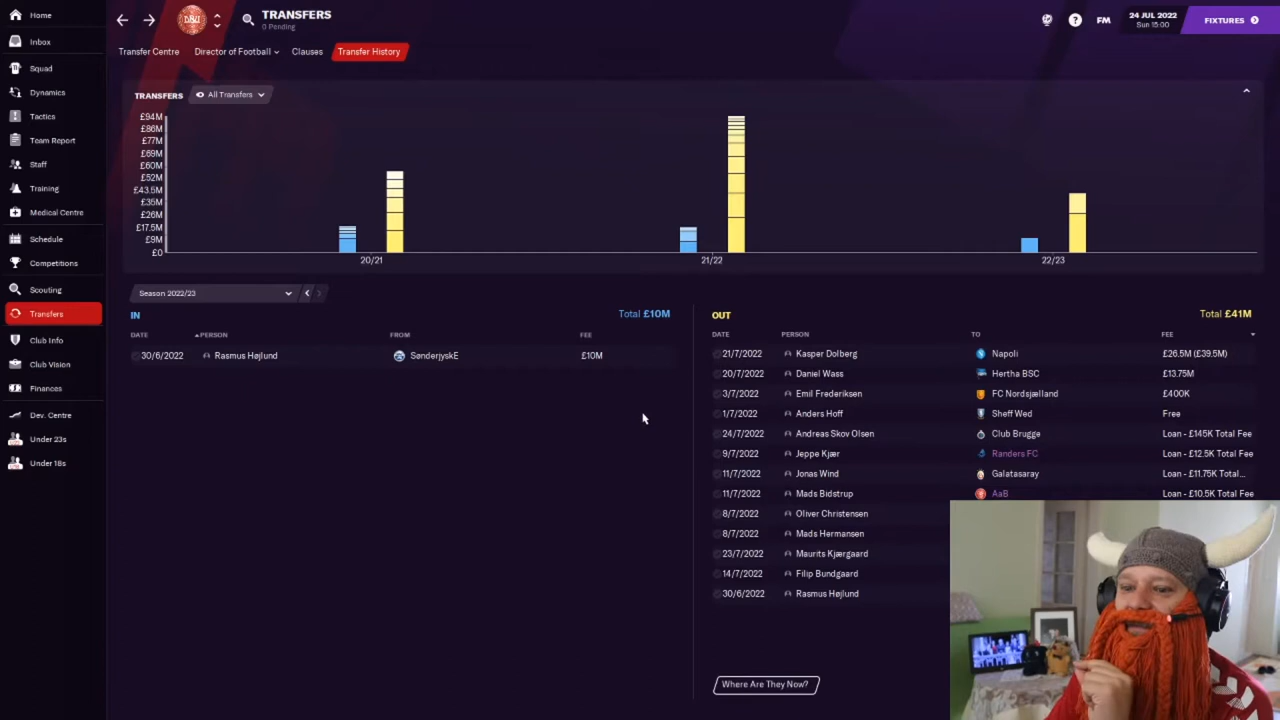 Home
TRANSFERS
0 Pending
24 JUL 2022
Sun 15:00
FM
FIXTURES
Inbox
Squad
Dynamics
Tactics
Team Report
Staff
Training
Medical Centre
Schedule
Competitions
Scouting
Transfers
Club Info
Club Vision
Finances
Dev. Centre
Under 23s
Under 18s
Transfer Centre Director of Football Clauses Transfer History
TRANSFERS All Transfers
£94M
£86M
£77M
£69M
£60M
£52M
£43.5M
£35M
£26M
£17.5M
£9M
£0
20/21 21/22 22/23
Season 2022/23
IN Total £10M
DATE PERSON FROM FEE
30/6/2022 Rasmus Højlund SønderjyskE £10M
OUT Total £41M
DATE PERSON TO FEE
21/7/2022 Kasper Dolberg Napoli £26.5M (£39.5M)
20/7/2022 Daniel Wass Hertha BSC £13.75M
3/7/2022 Emil Frederiksen FC Nordsjælland £400K
1/7/2022 Anders Hoff Sheff Wed Free
24/7/2022 Andreas Skov Olsen Club Brugge Loan - £145K Total Fee
9/7/2022 Jeppe Kjær Randers FC Loan - £12.5K Total Fee
11/7/2022 Jonas Wind Galatasaray Loan - £11.75K Total...
11/7/2022 Mads Bidstrup AaB Loan - £10.5K Total Fee
8/7/2022 Oliver Christensen
8/7/2022 Mads Hermansen
23/7/2022 Maurits Kjærgaard
14/7/2022 Filip Bundgaard
30/6/2022 Rasmus Højlund
Where Are They Now?